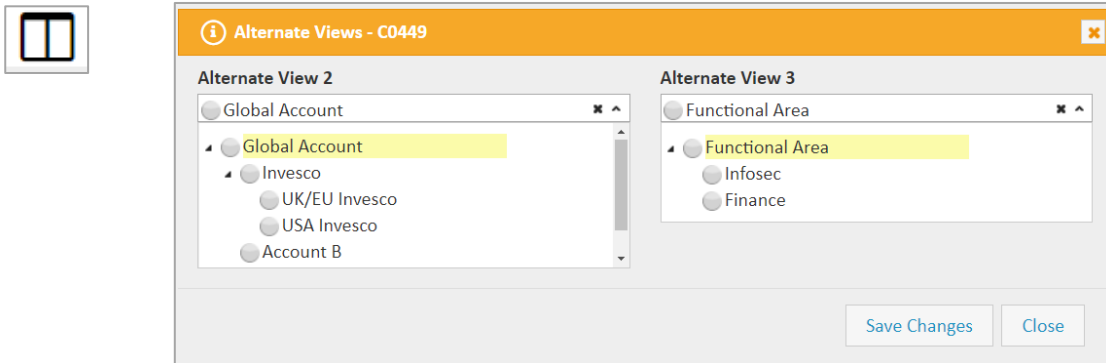 Alternate Views - C0449
Alternate View 2
Global Account
Global Account
Invesco
UK/EU Invesco
USA Invesco
Account B
Alternate View 3
Functional Area
Functional Area
Infosec
Finance
Save Changes
Close